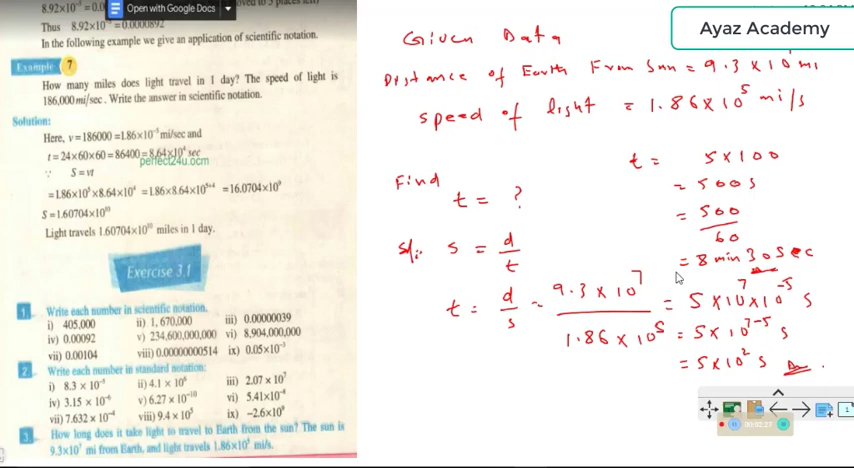 Open with Google Docs
8.92×10
Thus 8.92×10 =0.0000892
In the following example we give an application of scientific notation.
Example 7
How many miles does light travel in 1 day? The speed of light is
186,000mi/sec. Write the answer in scientific notation.
Solution:
Here, v=186000 =1.86×10⁻⁵mi/sec and
t=24×60×60=86400=8.64×10⁴ sec
perfect24u.ocm
∵ S=vt
=1.86×10⁵×8.64×10⁴ =1.86×8.64×10⁵⁺⁴ =16.0704×10⁹
S=1.60704×10¹⁰
Light travels 1.60704×10¹⁰ miles in 1 day.
Exercise 3.1
1 Write each number in scientific notation.
i) 405,000 ii) 1,670,000 iii) 0.00000039
iv) 0.00092 v) 234,600,000,000 vi) 8,904,000,000
vii) 0.00104 viii) 0.00000000514 ix) 0.05×10⁻³
2 Write each number in standard notation:
i) 8.3 × 10⁻⁵ ii) 4.1 × 10⁶ iii) 2.07 × 10⁷
iv) 3.15 × 10⁻⁶ v) 6.27 × 10⁻¹⁰ vi) 5.41×10⁻⁸
vii) 7.632 × 10⁻⁴ viii) 9.4 × 10⁵ ix) −2.6×10⁹
3 How long does it take light to travel to Earth from the sun? The sun is
9.3×10⁷ mi from Earth, and light travels 1.86×10⁵ mi/s.
Ayaz Academy
Given Data
Distance of Earth From Sun = 9.3 × 10⁷ mi
speed of light = 1.86 × 10⁵ mi/s
Find
t = ?
Sol: s = d/t
t = d/s = 9.3 × 10⁷ / 1.86 × 10⁵ = 5 × 10⁷ × 10⁻⁵ s
= 5 × 10⁷⁻⁵ s
= 5 × 10² s
t = 5 × 100
= 500 s
= 500/60
= 8 min 30 sec
00:02:27
1